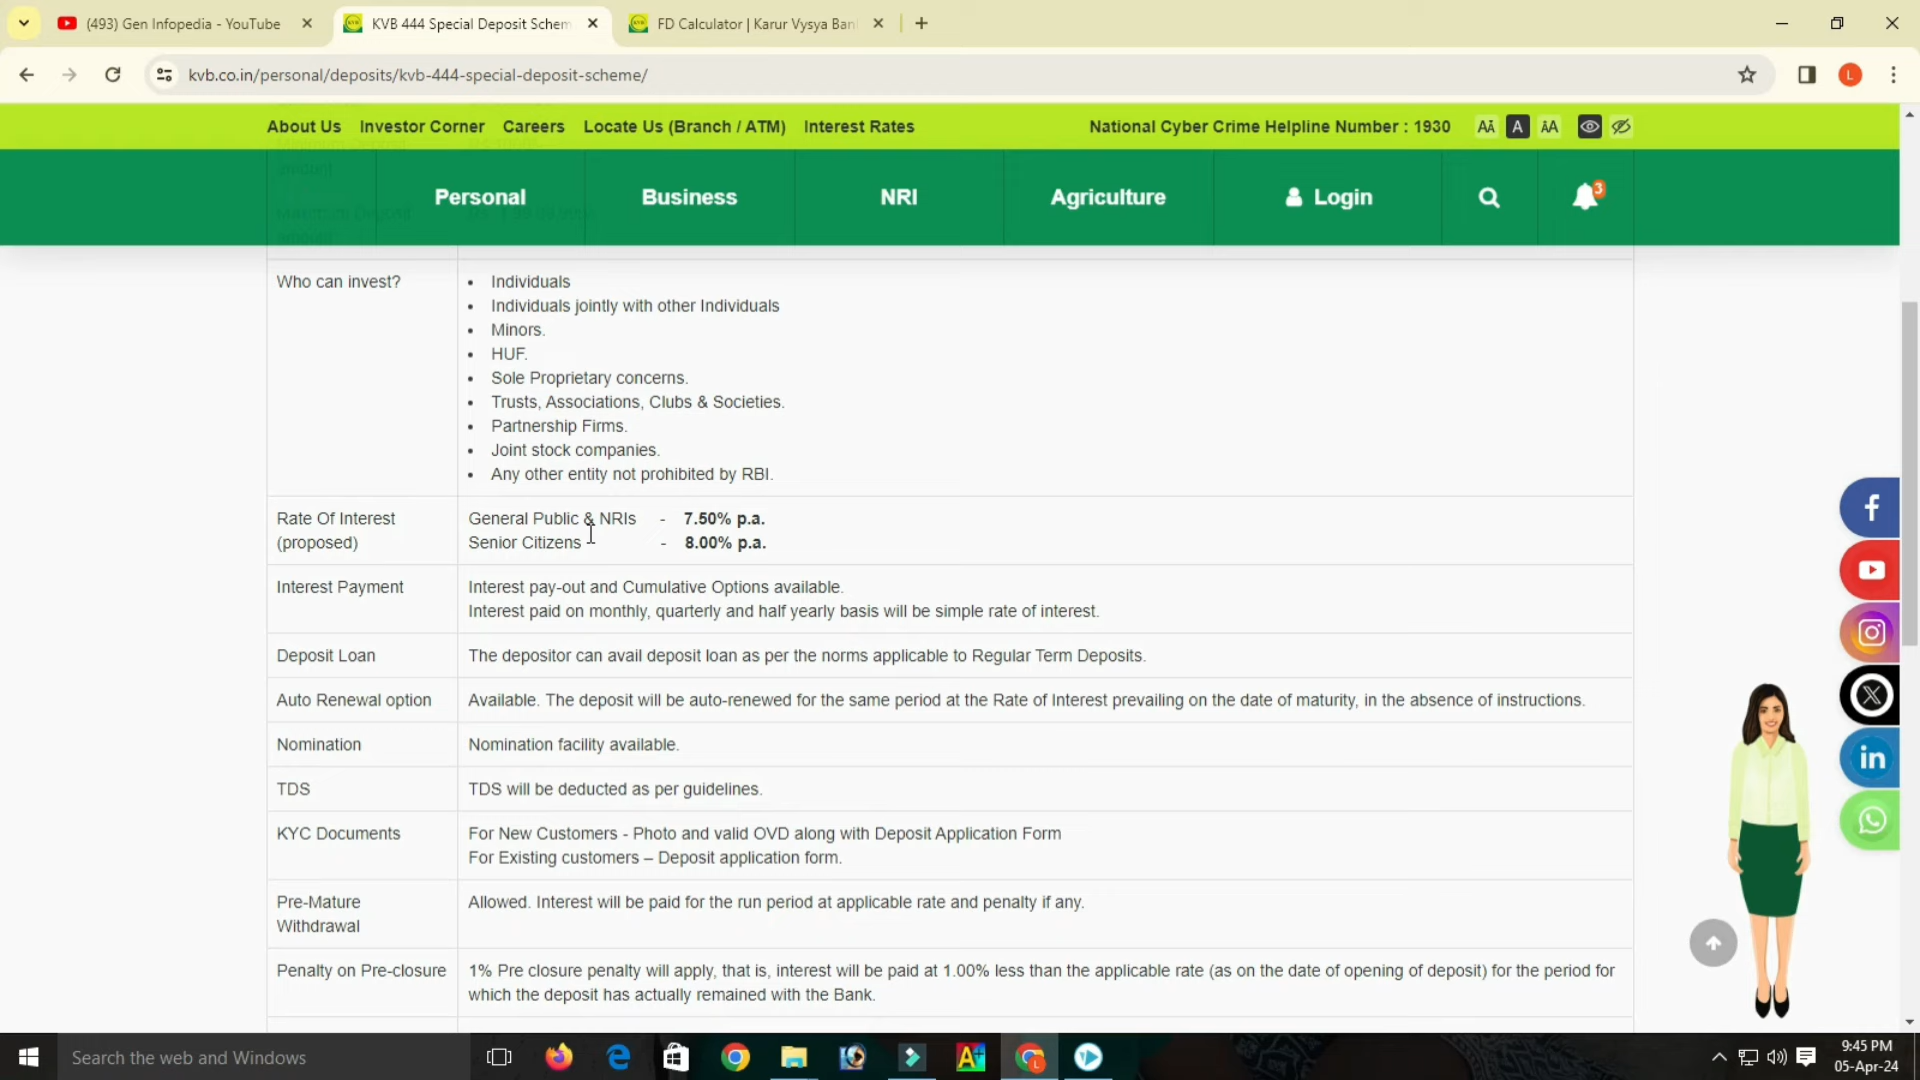 (493) Gen Infopedia - YouTube
KVB 444 Special Deposit Schem
FD Calculator | Karur Vysya Ban
kvb.co.in/personal/deposits/kvb-444-special-deposit-scheme/
L
About Us Investor Corner Careers Locate Us (Branch / ATM) Interest Rates
National Cyber Crime Helpline Number : 1930
Personal Business NRI Agriculture Login
3
Who can invest?
• Individuals
• Individuals jointly with other Individuals
• Minors.
• HUF.
• Sole Proprietary concerns.
• Trusts, Associations, Clubs & Societies.
• Partnership Firms.
• Joint stock companies.
• Any other entity not prohibited by RBI.
Rate Of Interest
(proposed)
General Public & NRIs - 7.50% p.a.
Senior Citizens - 8.00% p.a.
Interest Payment
Interest pay-out and Cumulative Options available.
Interest paid on monthly, quarterly and half yearly basis will be simple rate of interest.
Deposit Loan
The depositor can avail deposit loan as per the norms applicable to Regular Term Deposits.
Auto Renewal option
Available. The deposit will be auto-renewed for the same period at the Rate of Interest prevailing on the date of maturity, in the absence of instructions.
Nomination
Nomination facility available.
TDS
TDS will be deducted as per guidelines.
KYC Documents
For New Customers - Photo and valid OVD along with Deposit Application Form
For Existing customers – Deposit application form.
Pre-Mature
Withdrawal
Allowed. Interest will be paid for the run period at applicable rate and penalty if any.
Penalty on Pre-closure
1% Pre closure penalty will apply, that is, interest will be paid at 1.00% less than the applicable rate (as on the date of opening of deposit) for the period for
which the deposit has actually remained with the Bank.
Search the web and Windows
9:45 PM
05-Apr-24